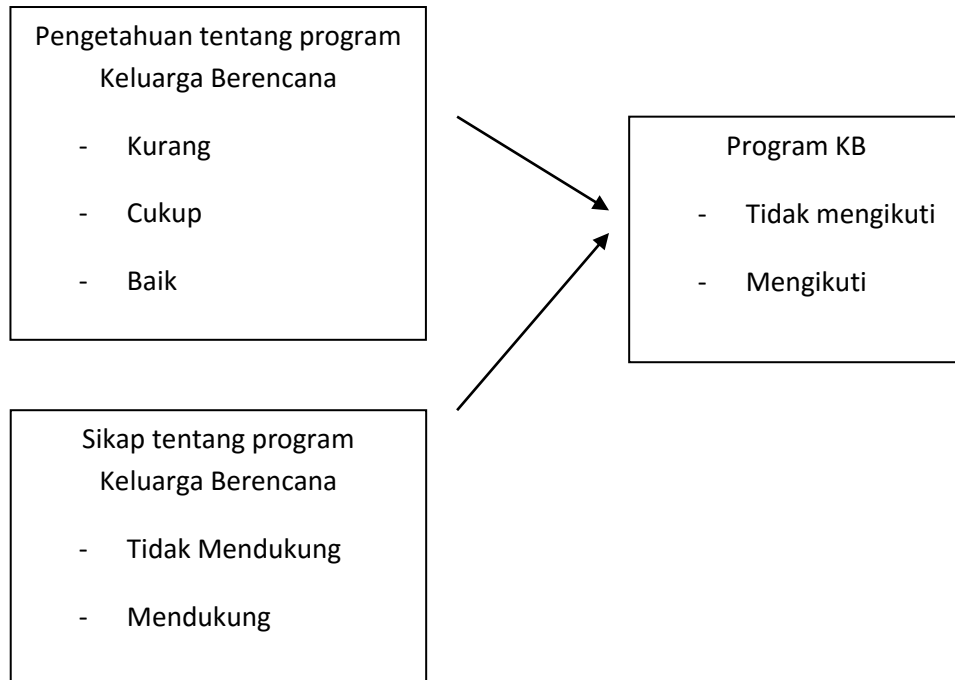 Pengetahuan tentang program
Keluarga Berencana
- Kurang
- Cukup
- Baik
Program KB
- Tidak mengikuti
- Mengikuti
Sikap tentang program
Keluarga Berencana
- Tidak Mendukung
- Mendukung